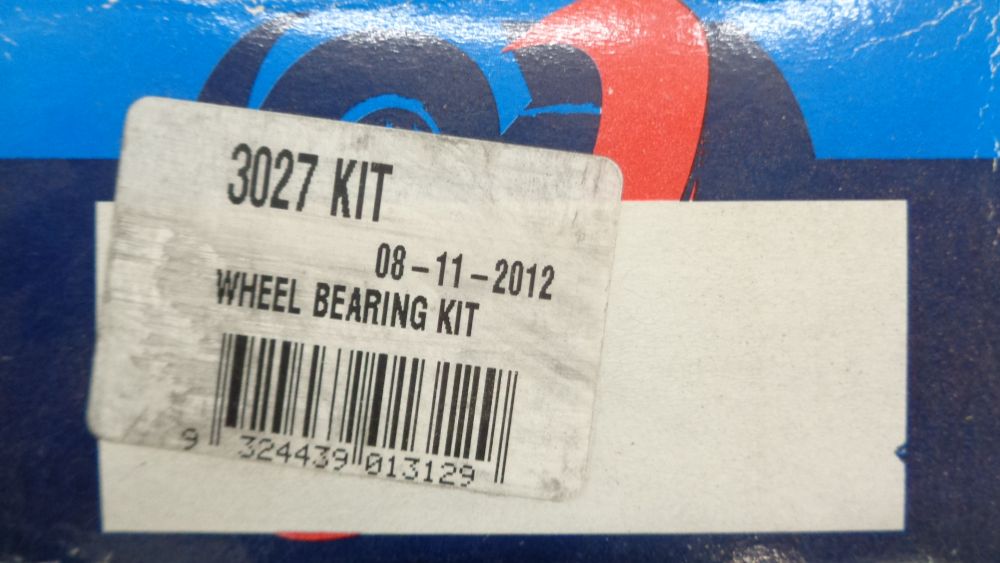 3027 KIT
08-11-2012
WHEEL BEARING KIT
9 324439 013129